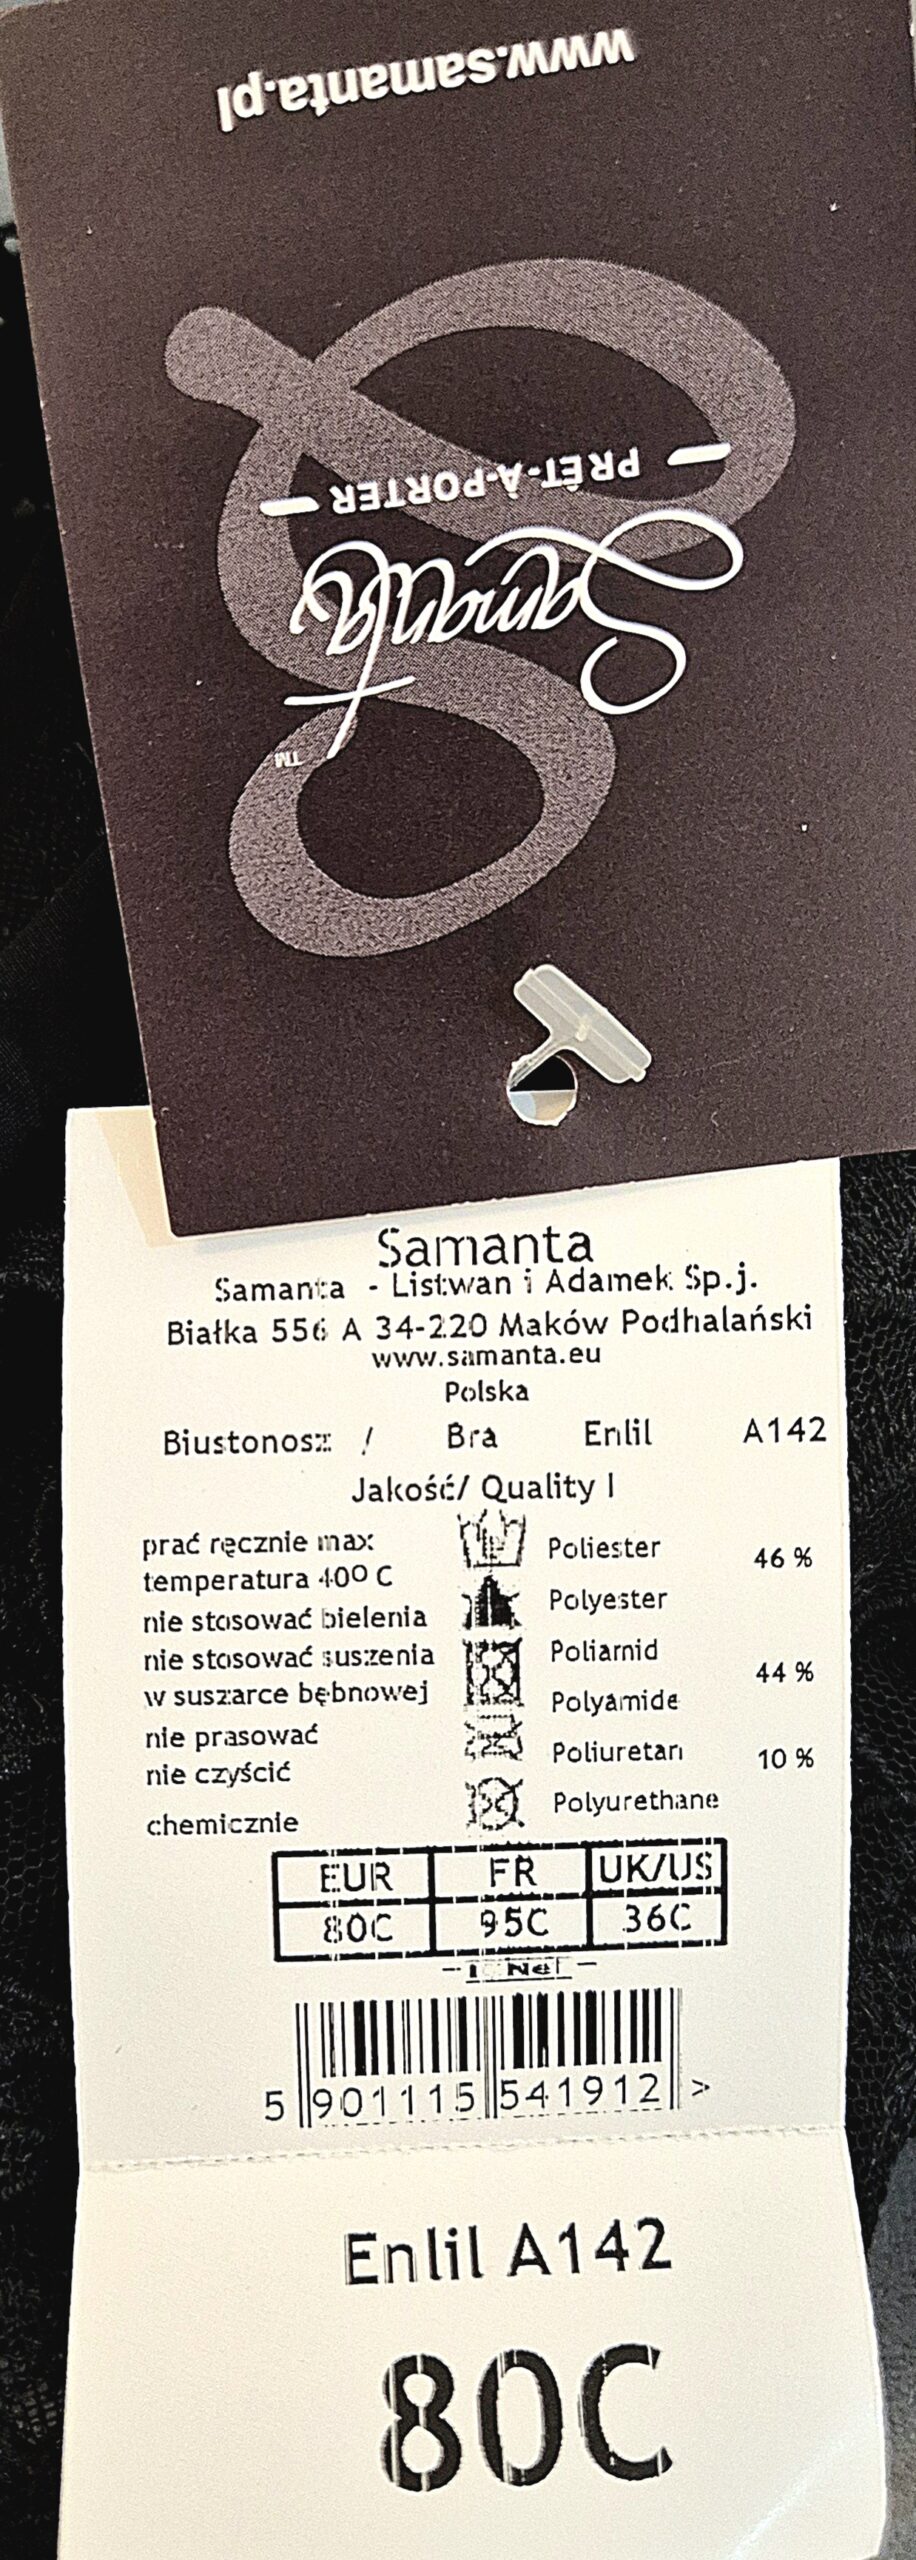 www.samanta.pl
PRÊT-À-PORTER
Samanta
TM
Samanta
Samanta - Listwan i Adamek Sp.j.
Białka 556 A 34-220 Maków Podhalański
www.samanta.eu
Polska
Biustonosz / Bra Enlil A142
Jakość/ Quality I
prać ręcznie max
temperatura 40º C
nie stosować bielenia
nie stosować suszenia
w suszarce bębnowej
nie prasować
nie czyścić
chemicznie
Poliester 46 %
Polyester
Poliamid 44 %
Polyamide
Poliuretan 10 %
Polyurethane
EUR FR UK/US
80C 95C 36C
5 901115 541912 >
Enlil A142
80C